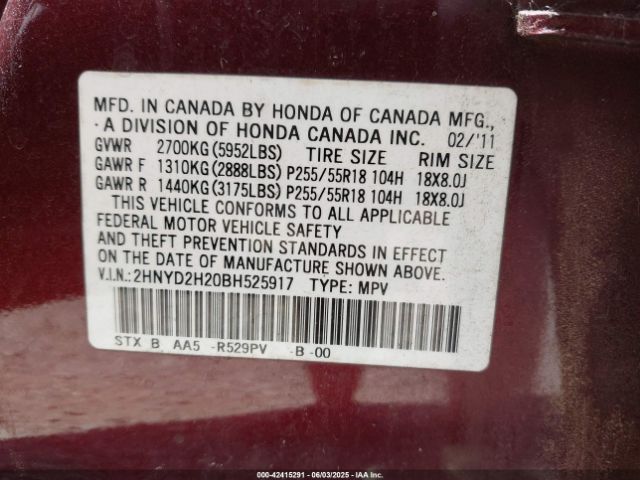 MFD. IN CANADA BY HONDA OF CANADA MFG.,
A DIVISION OF HONDA CANADA INC. 02/'11
GVWR 2700KG(5952LBS) TIRE SIZE RIM SIZE
GAWR F 1310KG(2888LBS) P255/55R18 104H 18X8.0J
GAWR R 1440KG(3175LBS) P255/55R18 104H 18X8.0J
THIS VEHICLE CONFORMS TO ALL APPLICABLE
FEDERAL MOTOR VEHICLE SAFETY
AND THEFT PREVENTION STANDARDS IN EFFECT
ON THE DATE OF MANUFACTURE SHOWN ABOVE.
V.I.N.: 2HNYD2H20BH525917 TYPE: MPV
STX B AA5 -R529PV -B-00
000-42415291 - 06/03/2025 - IAAI.COM